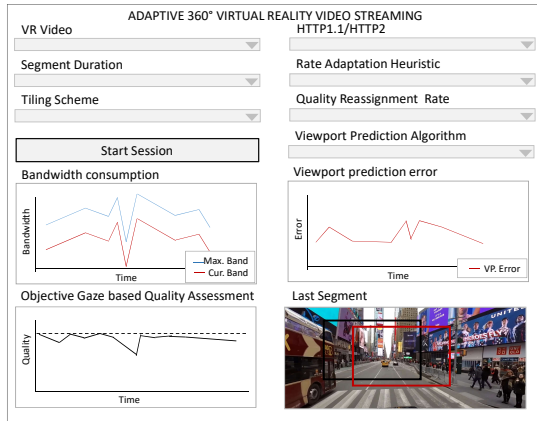 ADAPTIVE 360° VIRTUAL REALITY VIDEO STREAMING
VR Video
HTTP1.1/HTTP2
Segment Duration
Rate Adaptation Heuristic
Tiling Scheme
Quality Reassignment Rate
Viewport Prediction Algorithm
Start Session
Bandwidth consumption
Bandwidth
Max. Band
Cur. Band
Time
Viewport prediction error
Error
VP. Error
Time
Objective Gaze based Quality Assessment
Quality
Time
Last Segment
UNITE